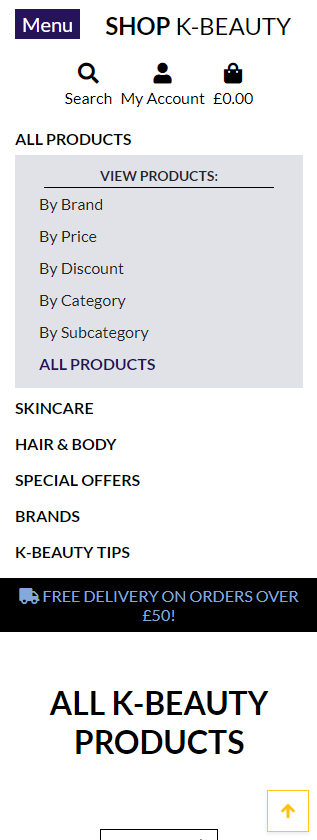 Menu SHOP K-BEAUTY
Search My Account £0.00
ALL PRODUCTS
VIEW PRODUCTS:
By Brand
By Price
By Discount
By Category
By Subcategory
ALL PRODUCTS
SKINCARE
HAIR & BODY
SPECIAL OFFERS
BRANDS
K-BEAUTY TIPS
FREE DELIVERY ON ORDERS OVER
£50!
ALL K-BEAUTY
PRODUCTS